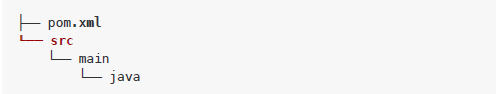 ├── pom.xml
└── src
    └── main
        └── java